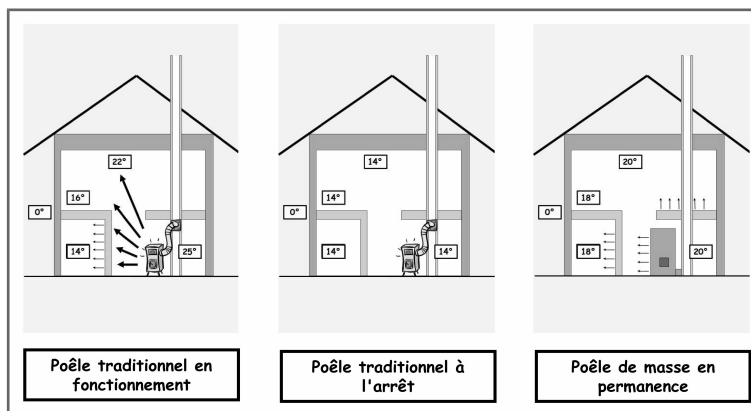 22°
16°
0°
14°
25°
Poêle traditionnel en
fonctionnement
14°
14°
0°
14°
14°
Poêle traditionnel à
l'arrêt
20°
18°
0°
18°
20°
Poêle de masse en
permanence